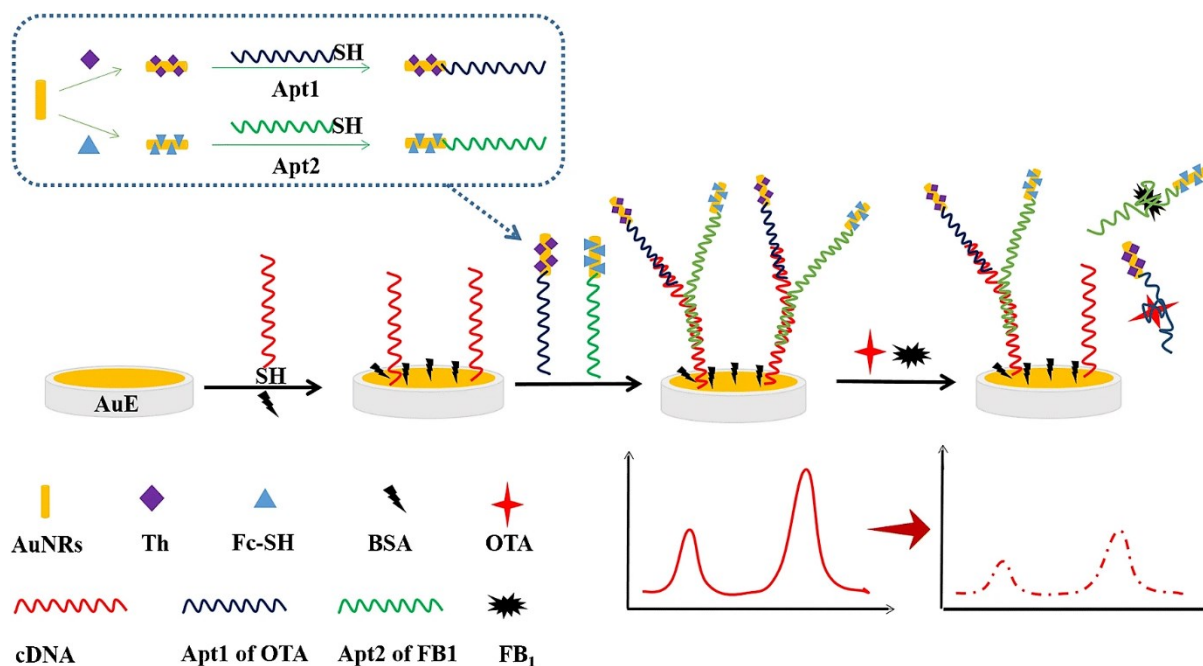 SH
Apt1
SH
Apt2
SH
AuE
AuNRs
Th
Fc-SH
BSA
OTA
cDNA
Apt1 of OTA
Apt2 of FB1
FB₁